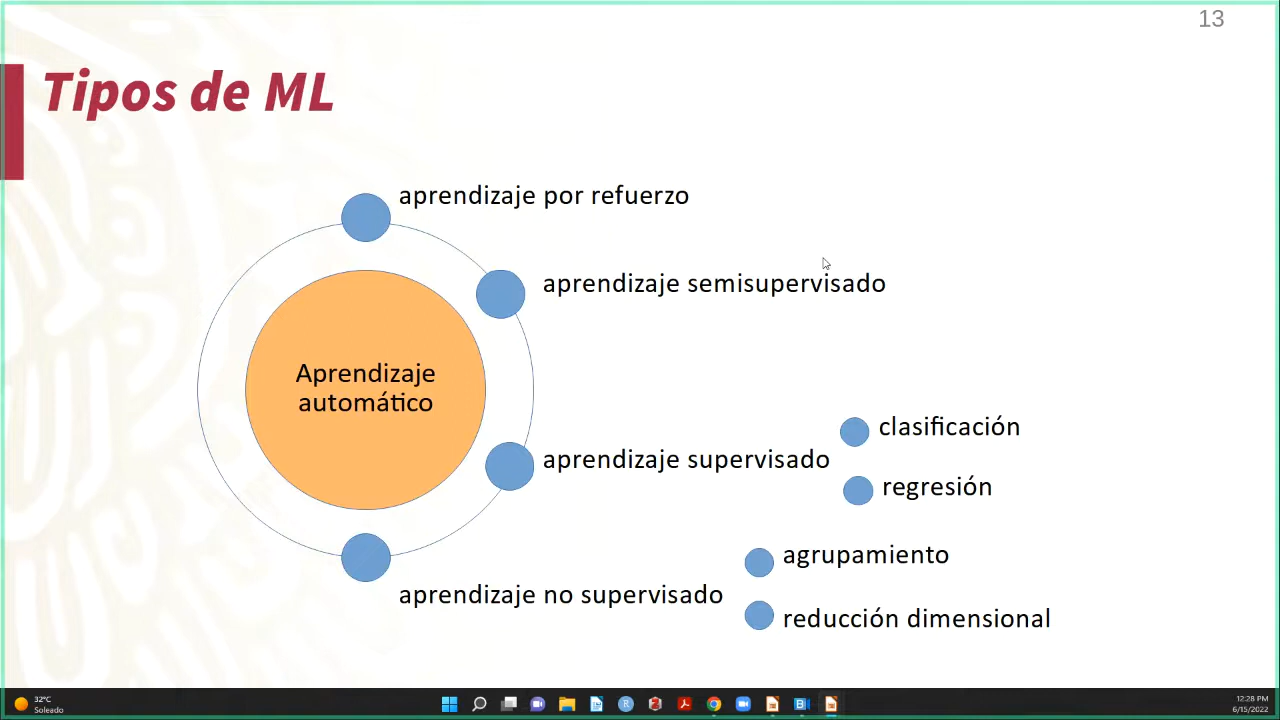 13
Tipos de ML
aprendizaje por refuerzo
aprendizaje semisupervisado
Aprendizaje
automático
clasificación
aprendizaje supervisado
regresión
agrupamiento
aprendizaje no supervisado
reducción dimensional
32°C
Soleado
12:28 PM
6/15/2022